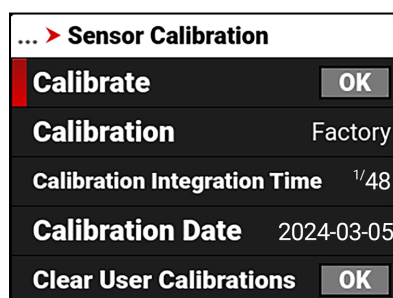 ... > Sensor Calibration
Calibrate OK
Calibration Factory
Calibration Integration Time 1/48
Calibration Date 2024-03-05
Clear User Calibrations OK